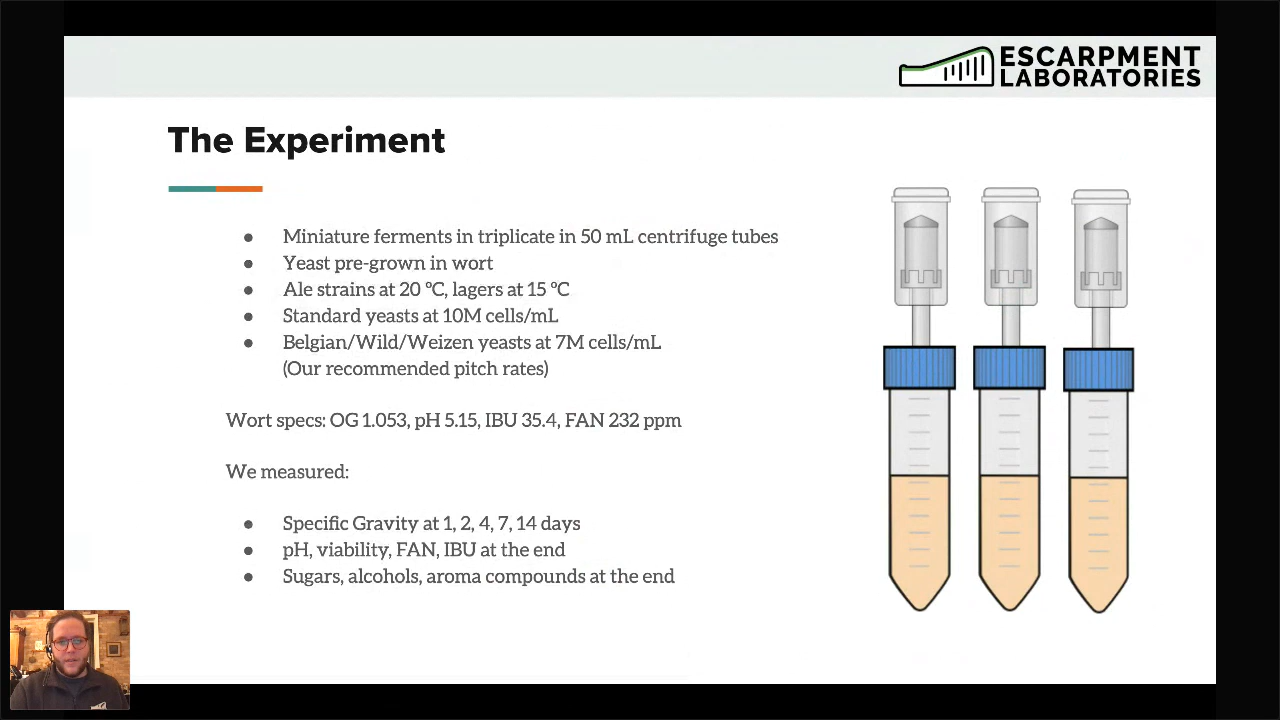 ESCARPMENT
LABORATORIES
The Experiment
● Miniature ferments in triplicate in 50 mL centrifuge tubes
● Yeast pre-grown in wort
● Ale strains at 20 ºC, lagers at 15 ºC
● Standard yeasts at 10M cells/mL
● Belgian/Wild/Weizen yeasts at 7M cells/mL
(Our recommended pitch rates)
Wort specs: OG 1.053, pH 5.15, IBU 35.4, FAN 232 ppm
We measured:
● Specific Gravity at 1, 2, 4, 7, 14 days
● pH, viability, FAN, IBU at the end
● Sugars, alcohols, aroma compounds at the end